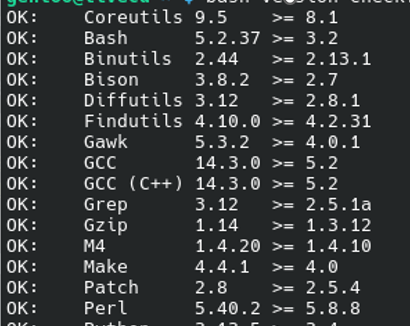 OK: Coreutils 9.5 >= 8.1
OK: Bash 5.2.37 >= 3.2
OK: Binutils 2.44 >= 2.13.1
OK: Bison 3.8.2 >= 2.7
OK: Diffutils 3.12 >= 2.8.1
OK: Findutils 4.10.0 >= 4.2.31
OK: Gawk 5.3.2 >= 4.0.1
OK: GCC 14.3.0 >= 5.2
OK: GCC (C++) 14.3.0 >= 5.2
OK: Grep 3.12 >= 2.5.1a
OK: Gzip 1.14 >= 1.3.12
OK: M4 1.4.20 >= 1.4.10
OK: Make 4.4.1 >= 4.0
OK: Patch 2.8 >= 2.5.4
OK: Perl 5.40.2 >= 5.8.8